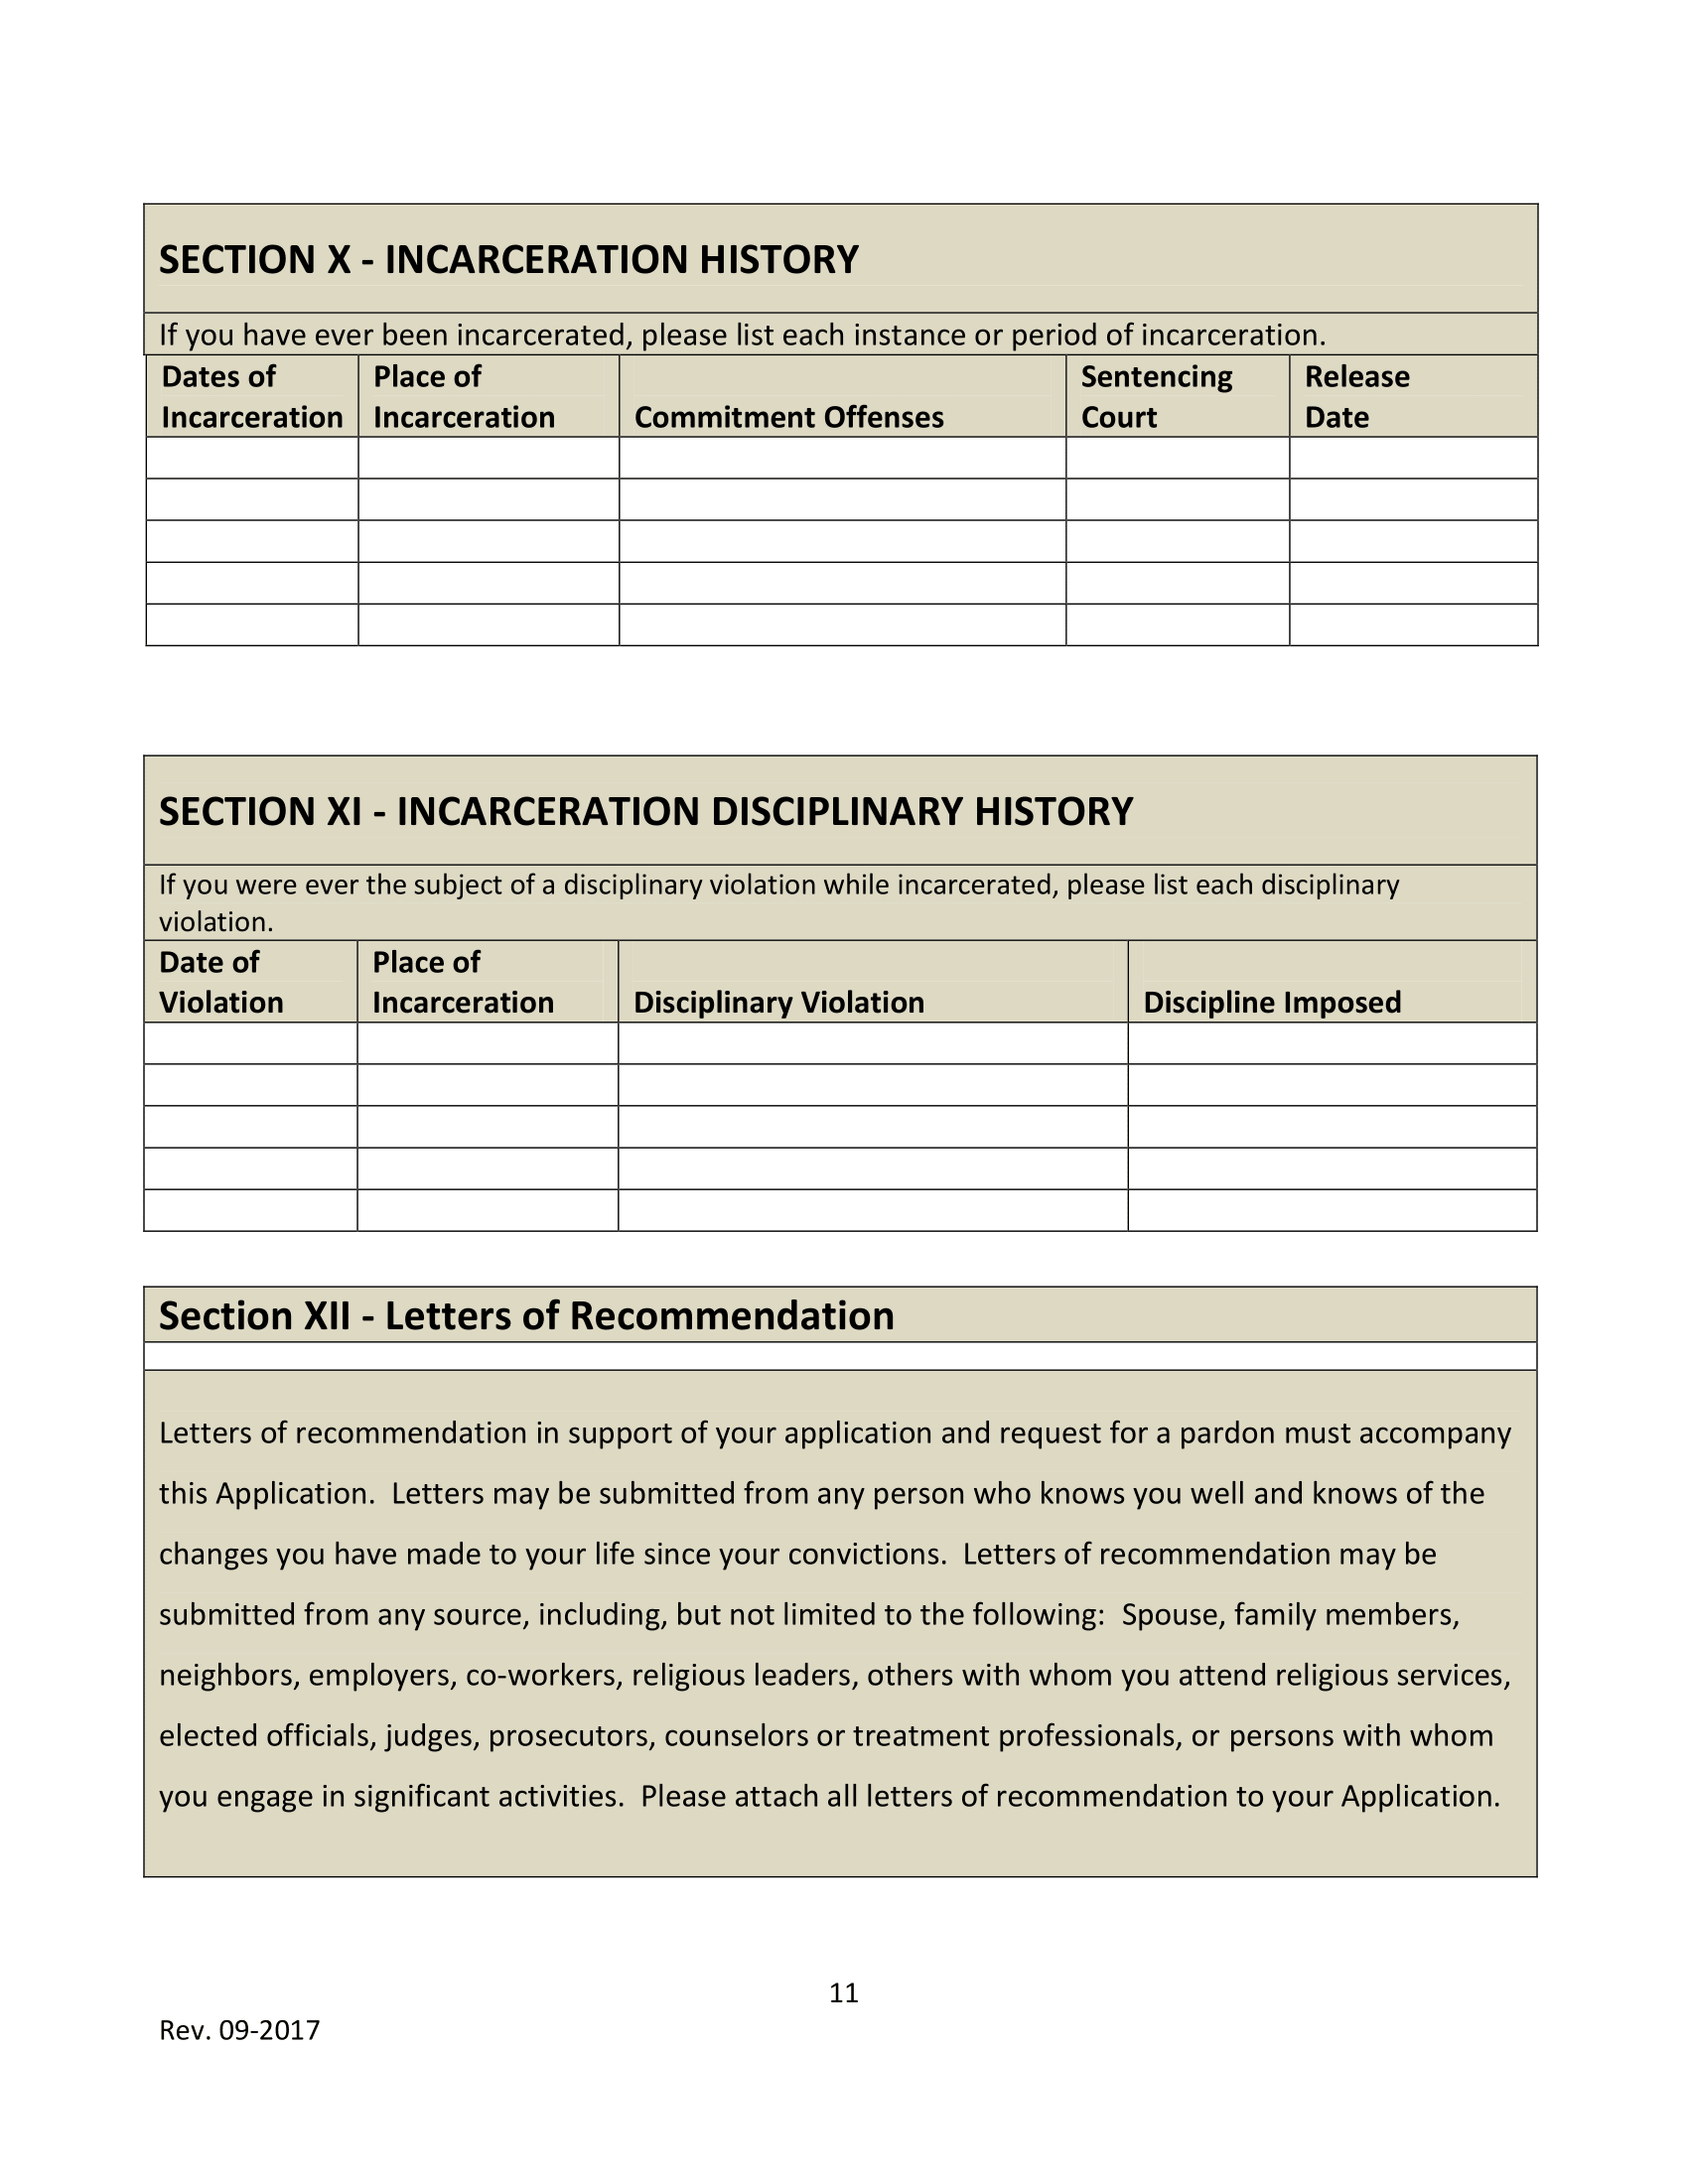 SECTION X - INCARCERATION HISTORY
If you have ever been incarcerated, please list each instance or period of incarceration.
Dates of Incarceration
Place of Incarceration
Commitment Offenses
Sentencing Court
Release Date
SECTION XI - INCARCERATION DISCIPLINARY HISTORY
If you were ever the subject of a disciplinary violation while incarcerated, please list each disciplinary
violation.
Date of Violation
Place of Incarceration
Disciplinary Violation
Discipline Imposed
Section XII - Letters of Recommendation
Letters of recommendation in support of your application and request for a pardon must accompany
this Application.  Letters may be submitted from any person who knows you well and knows of the
changes you have made to your life since your convictions.  Letters of recommendation may be
submitted from any source, including, but not limited to the following:  Spouse, family members,
neighbors, employers, co-workers, religious leaders, others with whom you attend religious services,
elected officials, judges, prosecutors, counselors or treatment professionals, or persons with whom
you engage in significant activities.  Please attach all letters of recommendation to your Application.
11
Rev. 09-2017